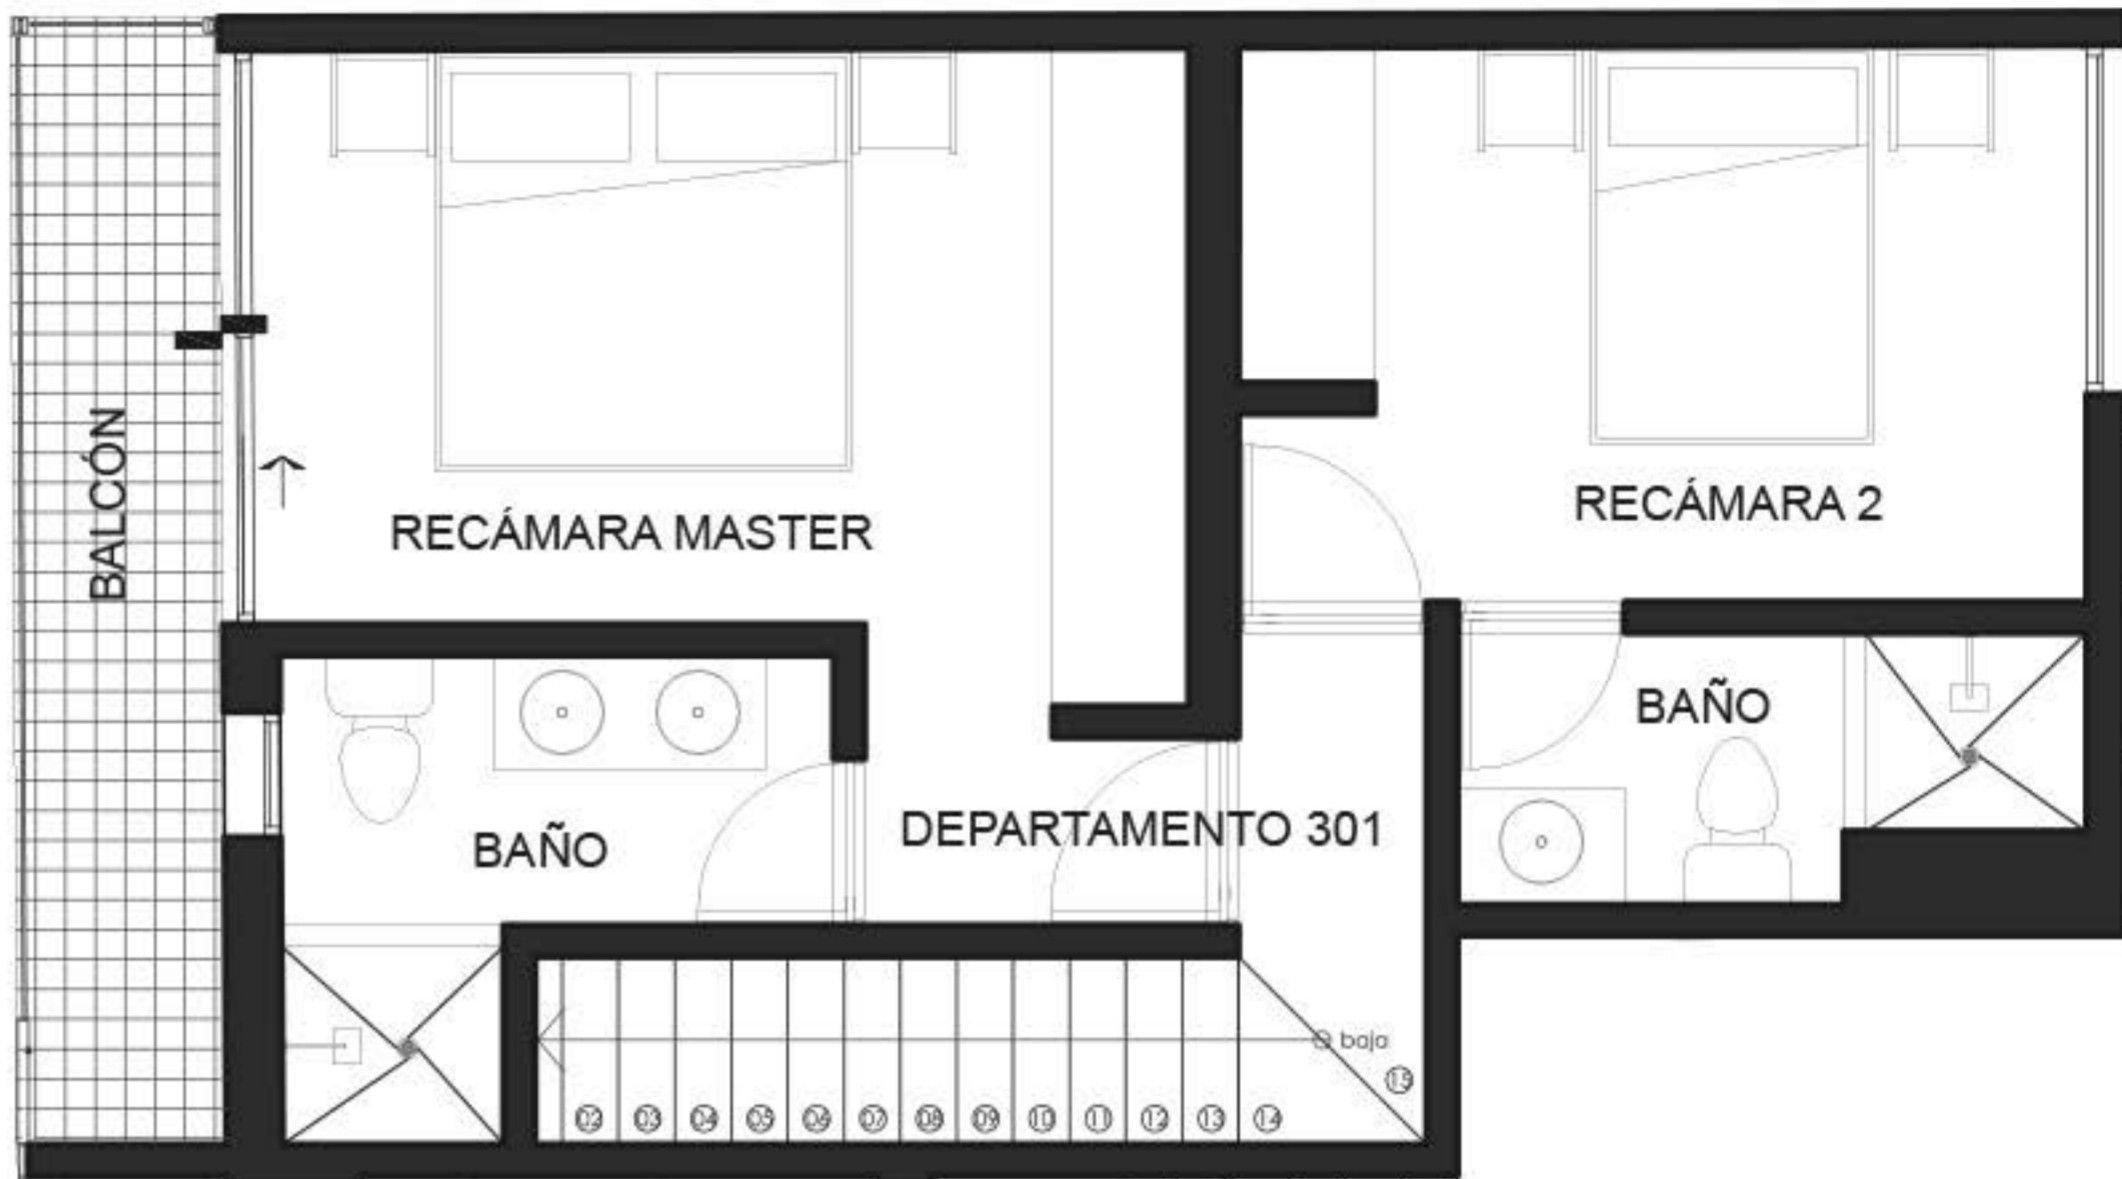 BALCÓN
RECÁMARA MASTER
RECÁMARA 2
BAÑO
DEPARTAMENTO 301
BAÑO
baja
15
02 03 04 05 06 07 08 09 10 11 12 13 14